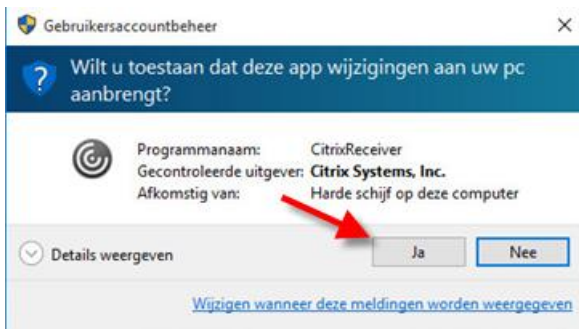 Gebruikersaccountbeheer
Wilt u toestaan dat deze app wijzigingen aan uw pc
aanbrengt?
Programmanaam: CitrixReceiver
Gecontroleerde uitgever: Citrix Systems, Inc.
Afkomstig van: Harde schijf op deze computer
Details weergeven Ja Nee
Wijzigen wanneer deze meldingen worden weergegeven